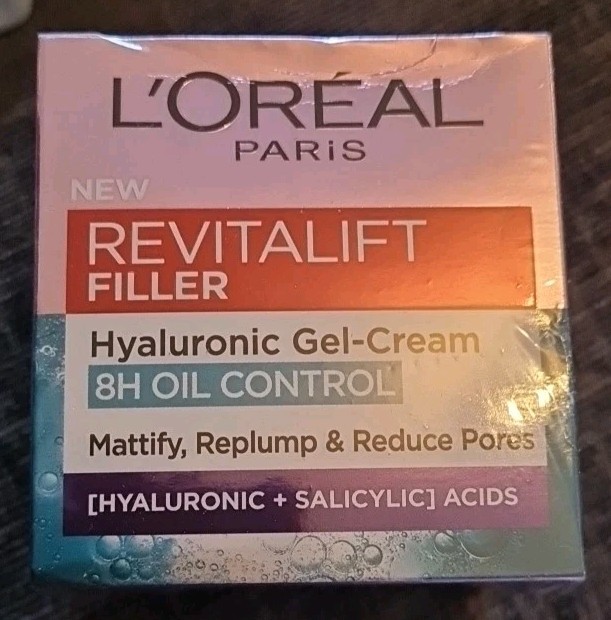 L'ORÉAL
PARiS
NEW
REVITALIFT
FILLER
Hyaluronic Gel-Cream
8H OIL CONTROL*
Mattify, Replump & Reduce Pores
[HYALURONIC + SALICYLIC] ACIDS